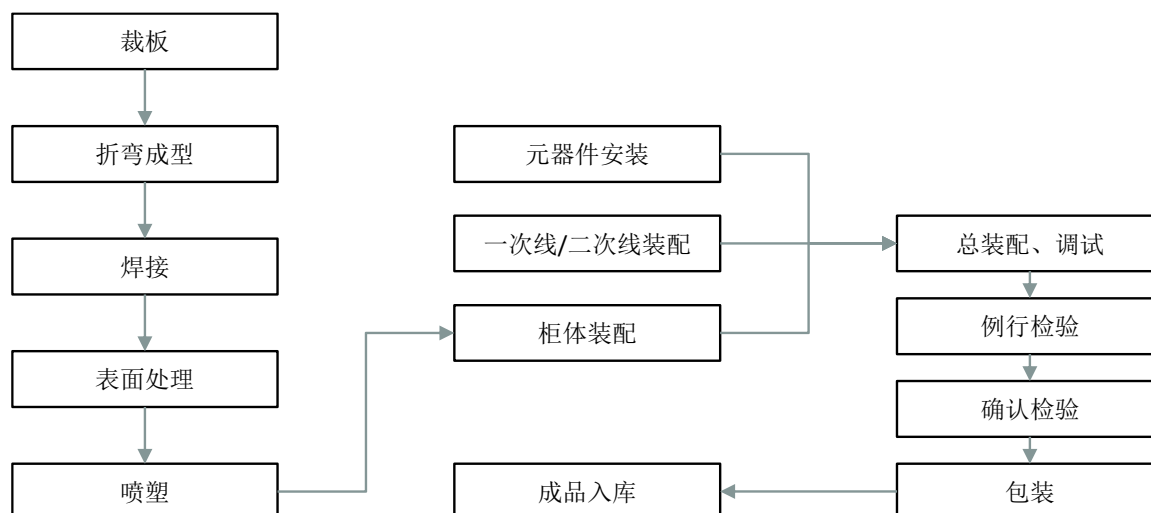 裁板
折弯成型
焊接
表面处理
喷塑
元器件安装
一次线/二次线装配
柜体装配
成品入库
总装配、调试
例行检验
确认检验
包装